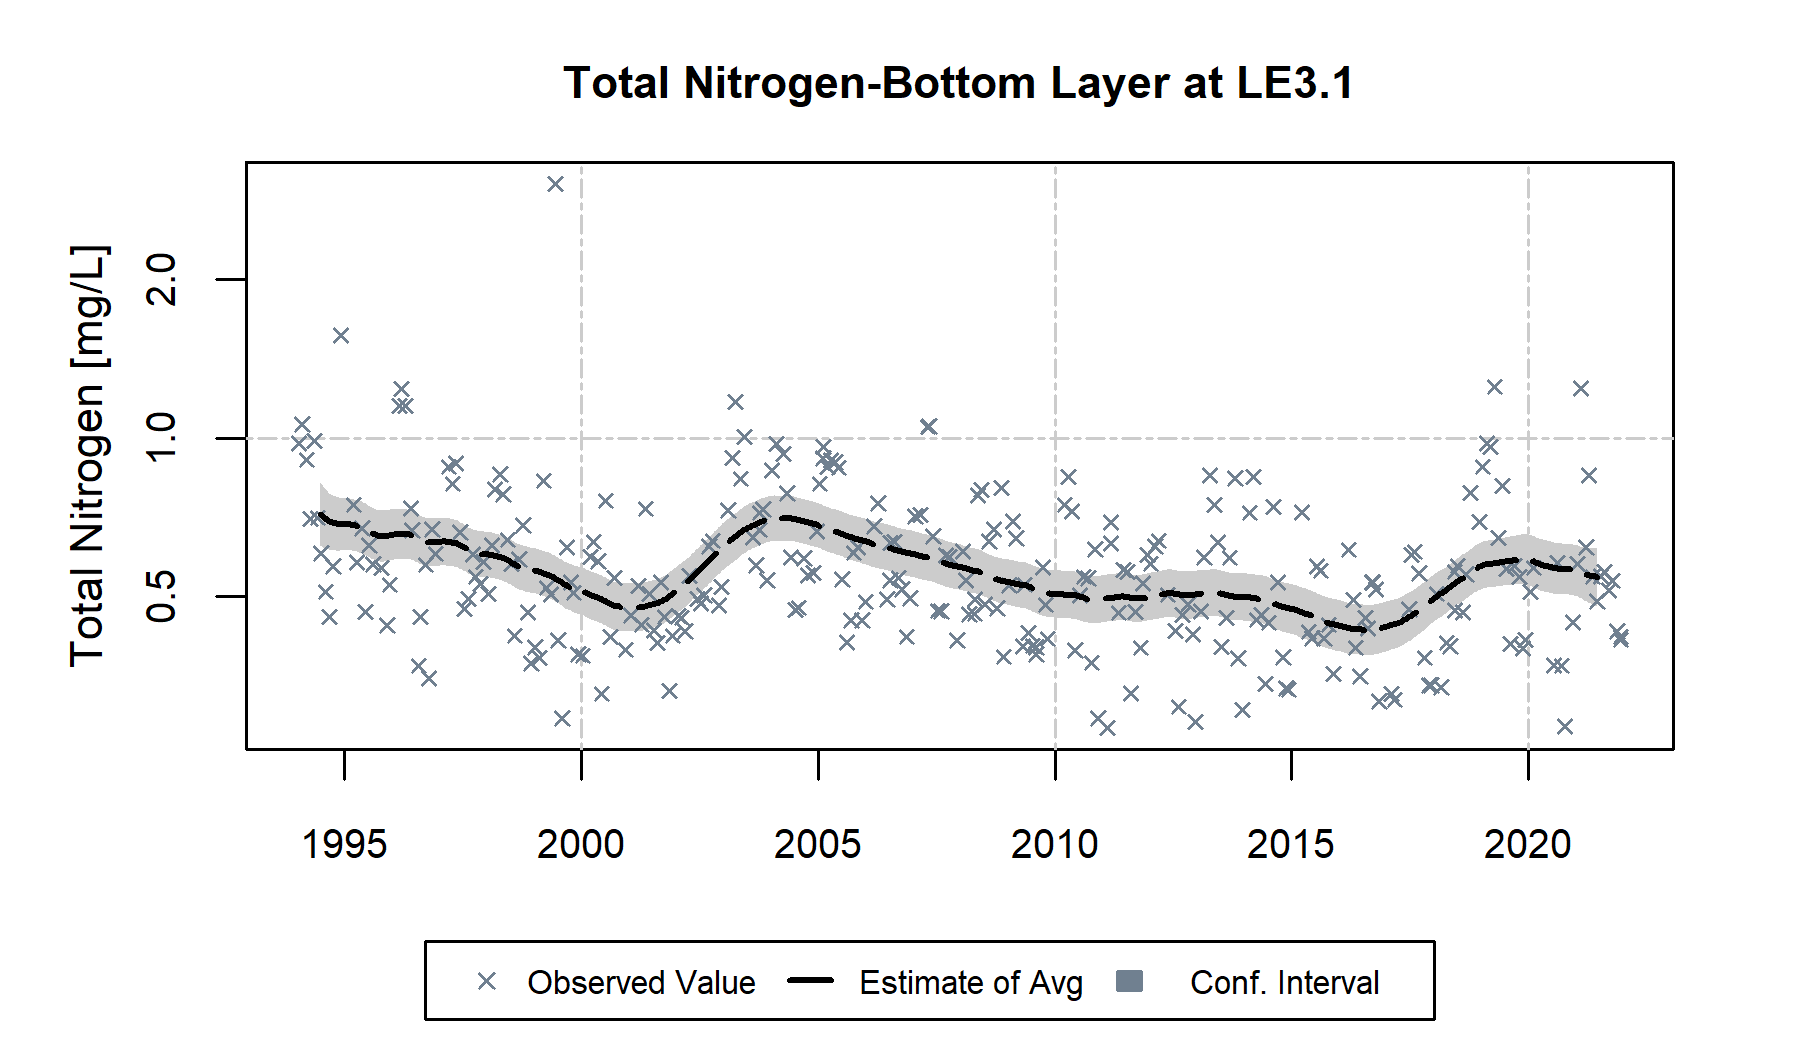 Total Nitrogen-Bottom Layer at LE3.1
Total Nitrogen [mg/L]
2.0
1.0
0.5
1995 2000 2005 2010 2015 2020
Observed Value Estimate of Avg Conf. Interval